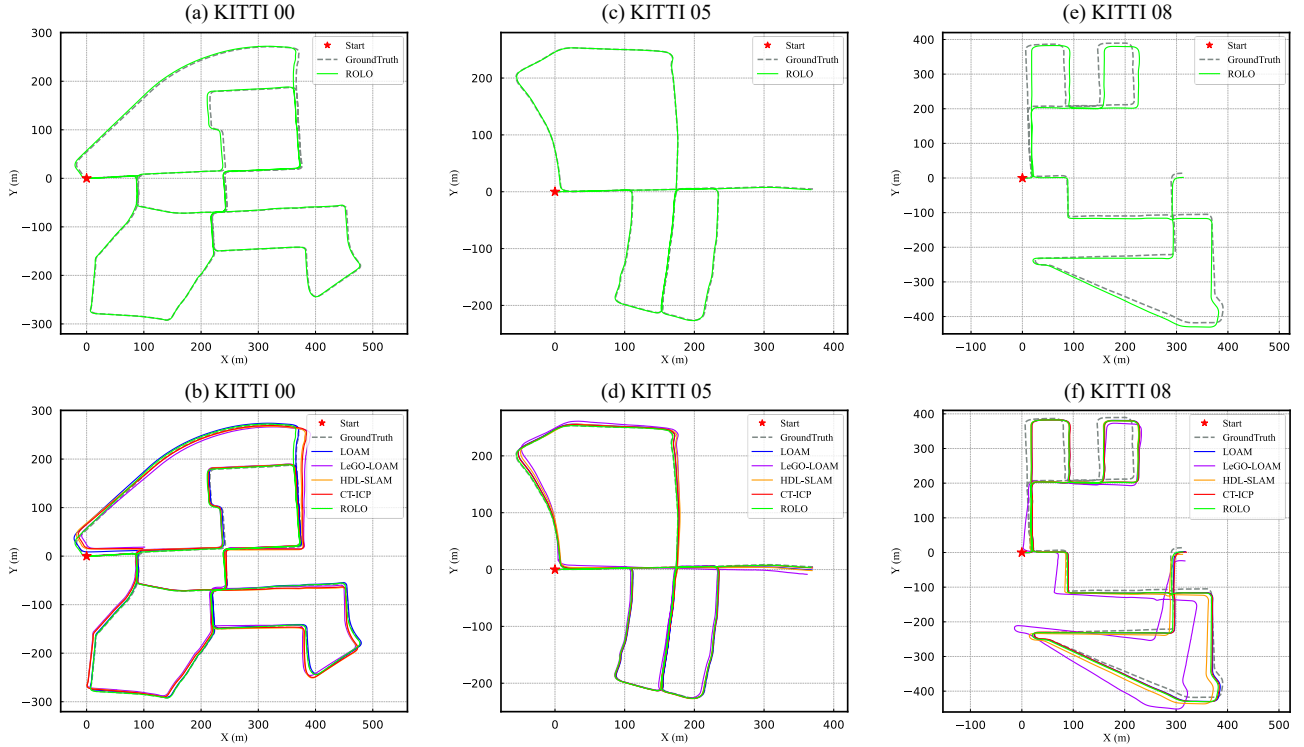 (a) KITTI 00
300
200
100
0
−100
−200
−300
Y (m)
0
100
200
300
400
500
X (m)
Start
GroundTruth
ROLO
(c) KITTI 05
200
100
0
−100
−200
Y (m)
0
100
200
300
400
X (m)
Start
GroundTruth
ROLO
(e) KITTI 08
400
300
200
100
0
−100
−200
−300
−400
Y (m)
−100
0
100
200
300
400
500
X (m)
Start
GroundTruth
ROLO
(b) KITTI 00
300
200
100
0
−100
−200
−300
Y (m)
0
100
200
300
400
500
X (m)
Start
GroundTruth
LOAM
LeGO-LOAM
HDL-SLAM
CT-ICP
ROLO
(d) KITTI 05
200
100
0
−100
−200
Y (m)
0
100
200
300
400
X (m)
Start
GroundTruth
LOAM
LeGO-LOAM
HDL-SLAM
CT-ICP
ROLO
(f) KITTI 08
400
300
200
100
0
−100
−200
−300
−400
Y (m)
−100
0
100
200
300
400
500
X (m)
Start
GroundTruth
LOAM
LeGO-LOAM
HDL-SLAM
CT-ICP
ROLO